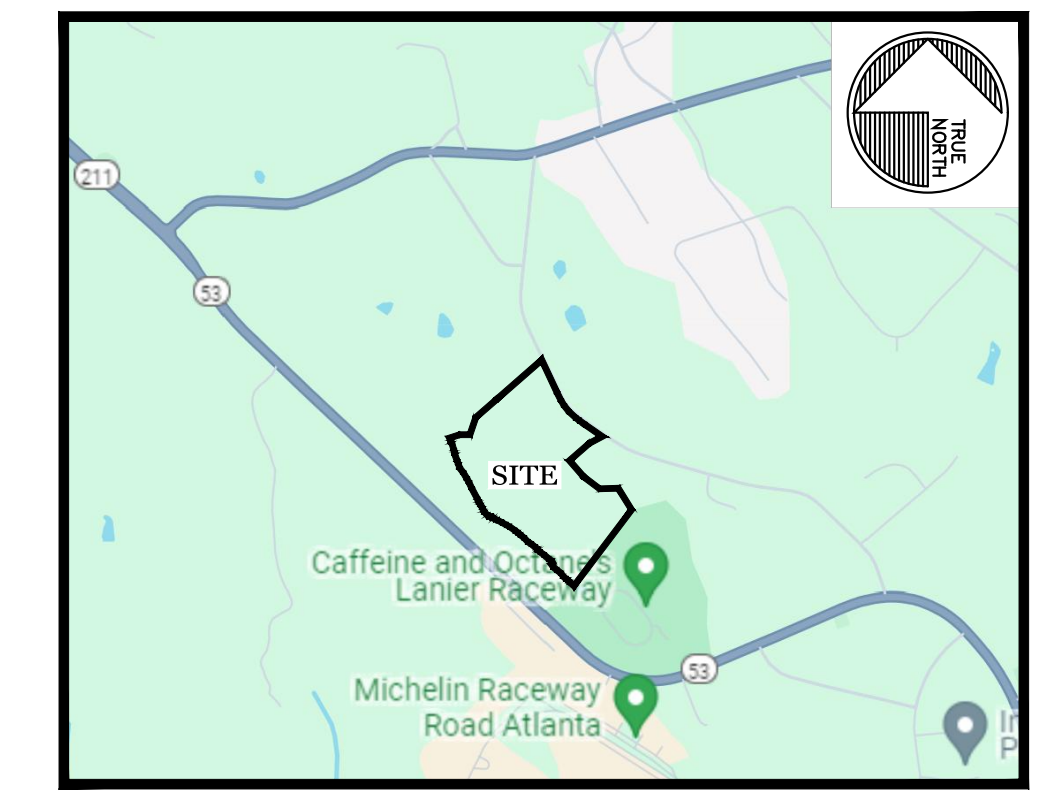 TRUE
NORTH
211
53
SITE
Caffeine and Octane's
Lanier Raceway
53
Michelin Raceway
Road Atlanta